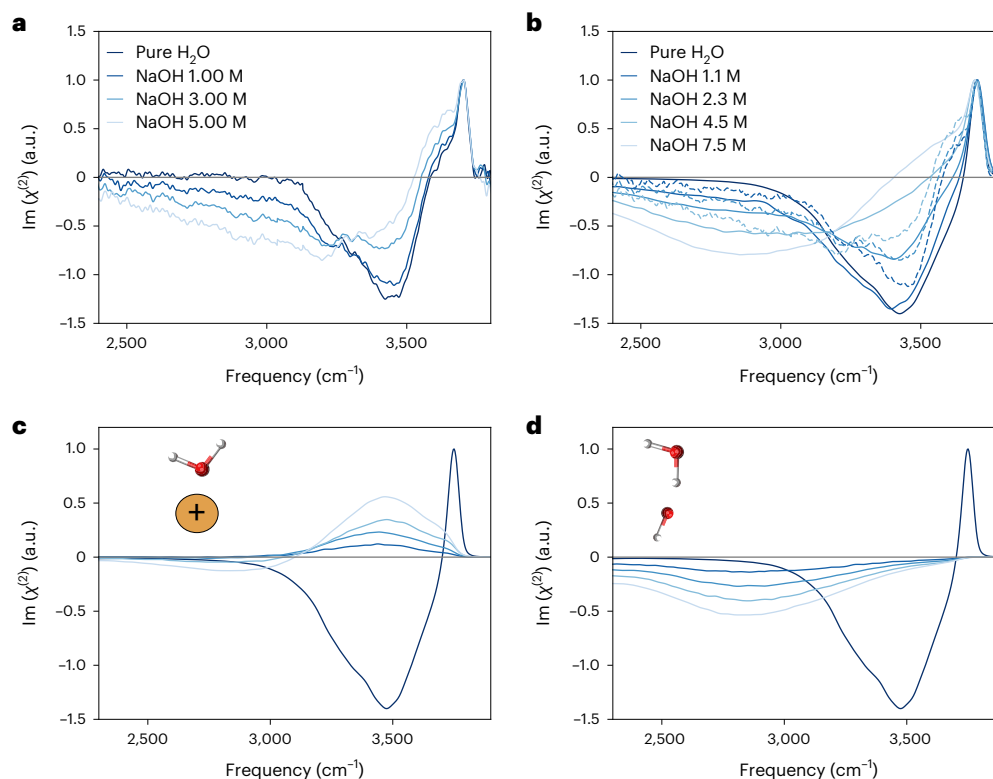 a
Im (χ(2)) (a.u.)
1.0
0.5
0
–0.5
–1.0
–1.5
Pure H2O
NaOH 1.00 M
NaOH 3.00 M
NaOH 5.00 M
2,500 3,000 3,500
Frequency (cm–1)
b
Im (χ(2)) (a.u.)
1.0
0.5
0
–0.5
–1.0
–1.5
Pure H2O
NaOH 1.1 M
NaOH 2.3 M
NaOH 4.5 M
NaOH 7.5 M
2,500 3,000 3,500
Frequency (cm–1)
c
Im (χ(2)) (a.u.)
1.0
0.5
0
–0.5
–1.0
–1.5
+
2,500 3,000 3,500
Frequency (cm–1)
d
Im (χ(2)) (a.u.)
1.0
0.5
0
–0.5
–1.0
–1.5
2,500 3,000 3,500
Frequency (cm–1)